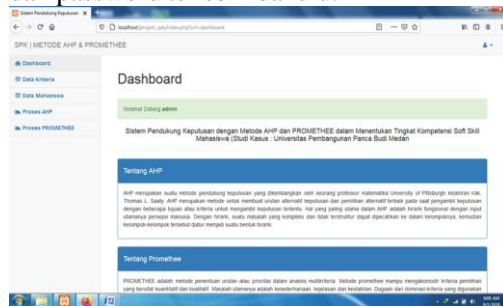 Sistem Pendukung Keputusan
localhost/project_spk/index.php?url=dashboard
SPK | METODE AHP & PROMETHEE
Dashboard
Data Kriteria
Data Mahasiswa
Proses AHP
Proses PROMETHEE
Dashboard
Selamat Datang admin
Sistem Pendukung Keputusan dengan Metode AHP dan PROMETHEE dalam Menentukan Tingkat Kompetensi Soft Skill
Mahasiswa (Studi Kasus : Universitas Pembangunan Panca Budi Medan
Tentang AHP
AHP merupakan suatu metode pendukung keputusan yang dikembangkan oleh seorang professor matematika University of Pittsburgh kelahiran Irak,
Thomas L. Saaty. AHP merupakan metode untuk membuat urutan alternatif keputusan dan pemilihan alternatif terbaik pada saat pengambil keputusan
dengan beberapa tujuan atau kriteria untuk mengambil keputusan tertentu. Hal yang paling utama dalam AHP adalah hirarki fungsional dengan input
utamanya persepsi manusia. Dengan hirarki, suatu masalah yang kompleks dan tidak terstruktur dapat dipecahkan ke dalam kelompoknya, kemudian
kelompok-kelompok tersebut diatur menjadi suatu bentuk hirarki.
Tentang Promethee
PROMETHEE adalah metode penentuan urutan atau prioritas dalam analisis multikriteria. Metode promethee mampu mengakomodir kriteria pemilihan
yang bersifat kuantitatif dan kualitatif. Masalah utamanya adalah kesederhanaan, kejelasan dan kestabilan. Dugaan dari dominasi kriteria yang digunakan